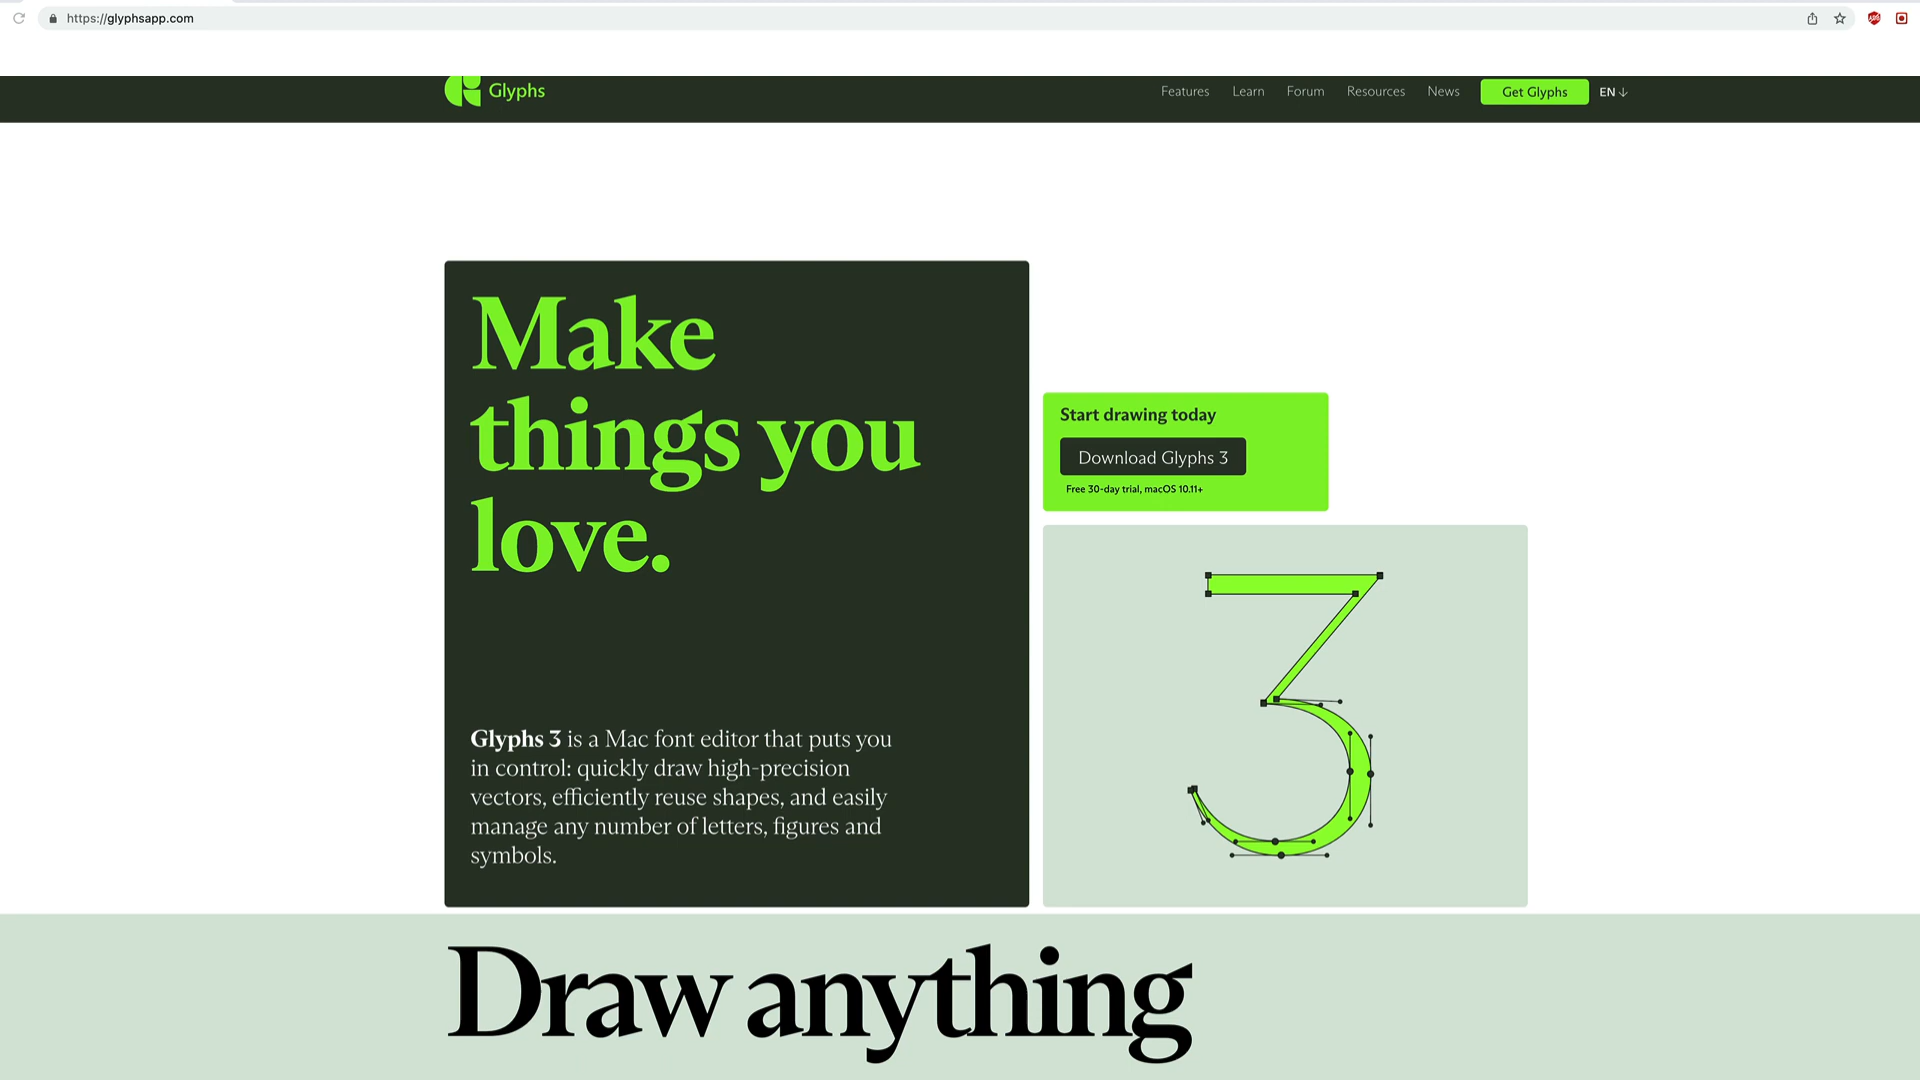 https://glyphsapp.com
Glyphs
Features
Learn
Forum
Resources
News
Get Glyphs
EN ↓
Make
things you
love.
Glyphs 3 is a Mac font editor that puts you
in control: quickly draw high-precision
vectors, efficiently reuse shapes, and easily
manage any number of letters, figures and
symbols.
Start drawing today
Download Glyphs 3
Free 30-day trial, macOS 10.11+
3
Draw anything